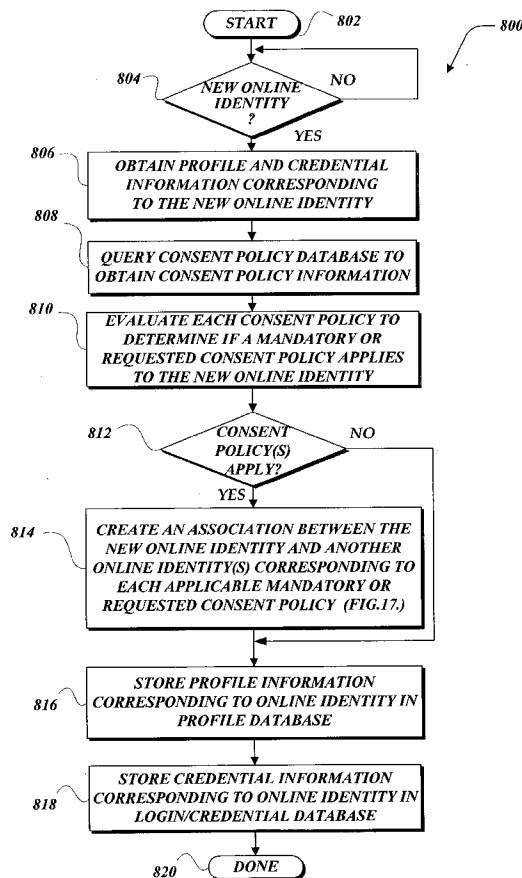 START
802
800
804
NEW ONLINE
IDENTITY
?
NO
YES
806
OBTAIN PROFILE AND CREDENTIAL
INFORMATION CORRESPONDING
TO THE NEW ONLINE IDENTITY
808
QUERY CONSENT POLICY DATABASE TO
OBTAIN CONSENT POLICY INFORMATION
810
EVALUATE EACH CONSENT POLICY TO
DETERMINE IF A MANDATORY OR
REQUESTED CONSENT POLICY APPLIES
TO THE NEW ONLINE IDENTITY
812
CONSENT
POLICY(S)
APPLY?
NO
YES
814
CREATE AN ASSOCIATION BETWEEN THE
NEW ONLINE IDENTITY AND ANOTHER
ONLINE IDENTITY(S) CORRESPONDING TO
EACH APPLICABLE MANDATORY OR
REQUESTED CONSENT POLICY (FIG.17.)
816
STORE PROFILE INFORMATION
CORRESPONDING TO ONLINE IDENTITY IN
PROFILE DATABASE
818
STORE CREDENTIAL INFORMATION
CORRESPONDING TO ONLINE IDENTITY IN
LOGIN/CREDENTIAL DATABASE
820
DONE